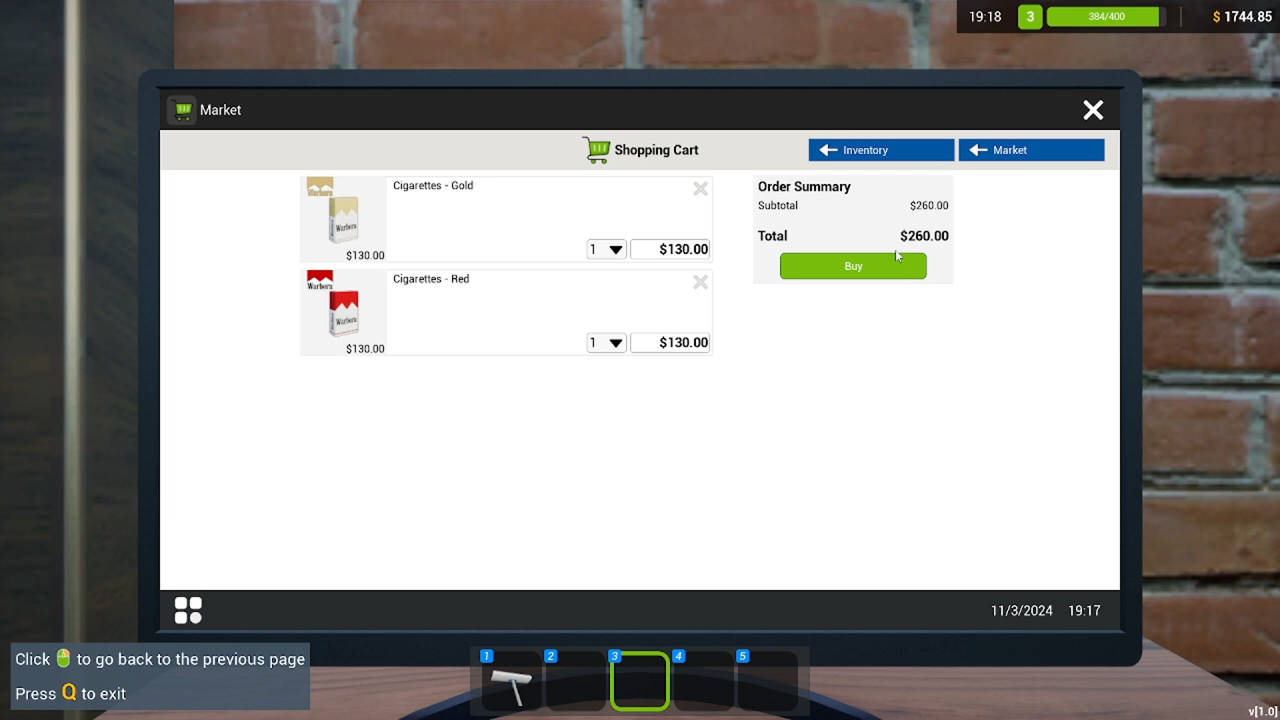 19:18 3 384/400 $ 1744.85
Market
Shopping Cart
Inventory
Market
Cigarettes - Gold
Warborn
$130.00
1 $130.00
Cigarettes - Red
Warborn
Warborn
$130.00
1 $130.00
Order Summary
Subtotal $260.00
Total $260.00
Buy
11/3/2024 19:17
Click to go back to the previous page
Press Q to exit
1 2 3 4 5
v[1.0]